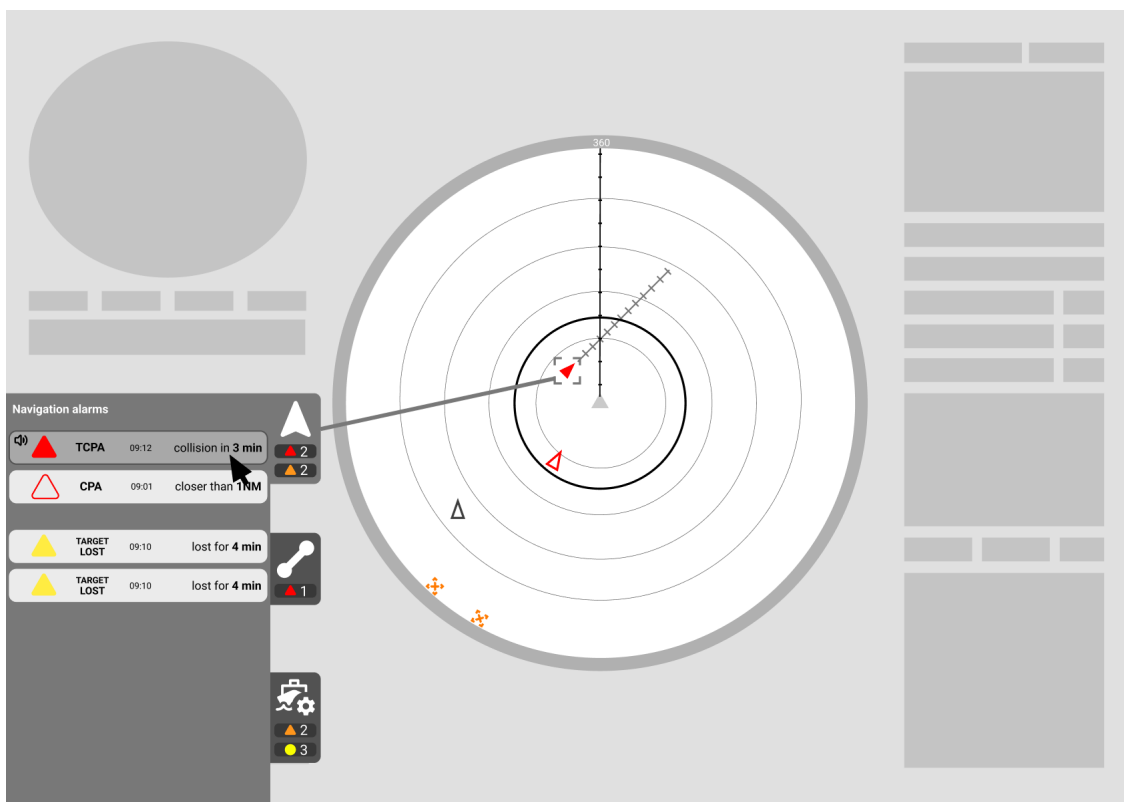 360
Navigation alarms
TCPA 09:12 collision in 3 min
CPA 09:01 closer than 1NM
TARGET LOST 09:10 lost for 4 min
TARGET LOST 09:10 lost for 4 min
2
2
1
2
3